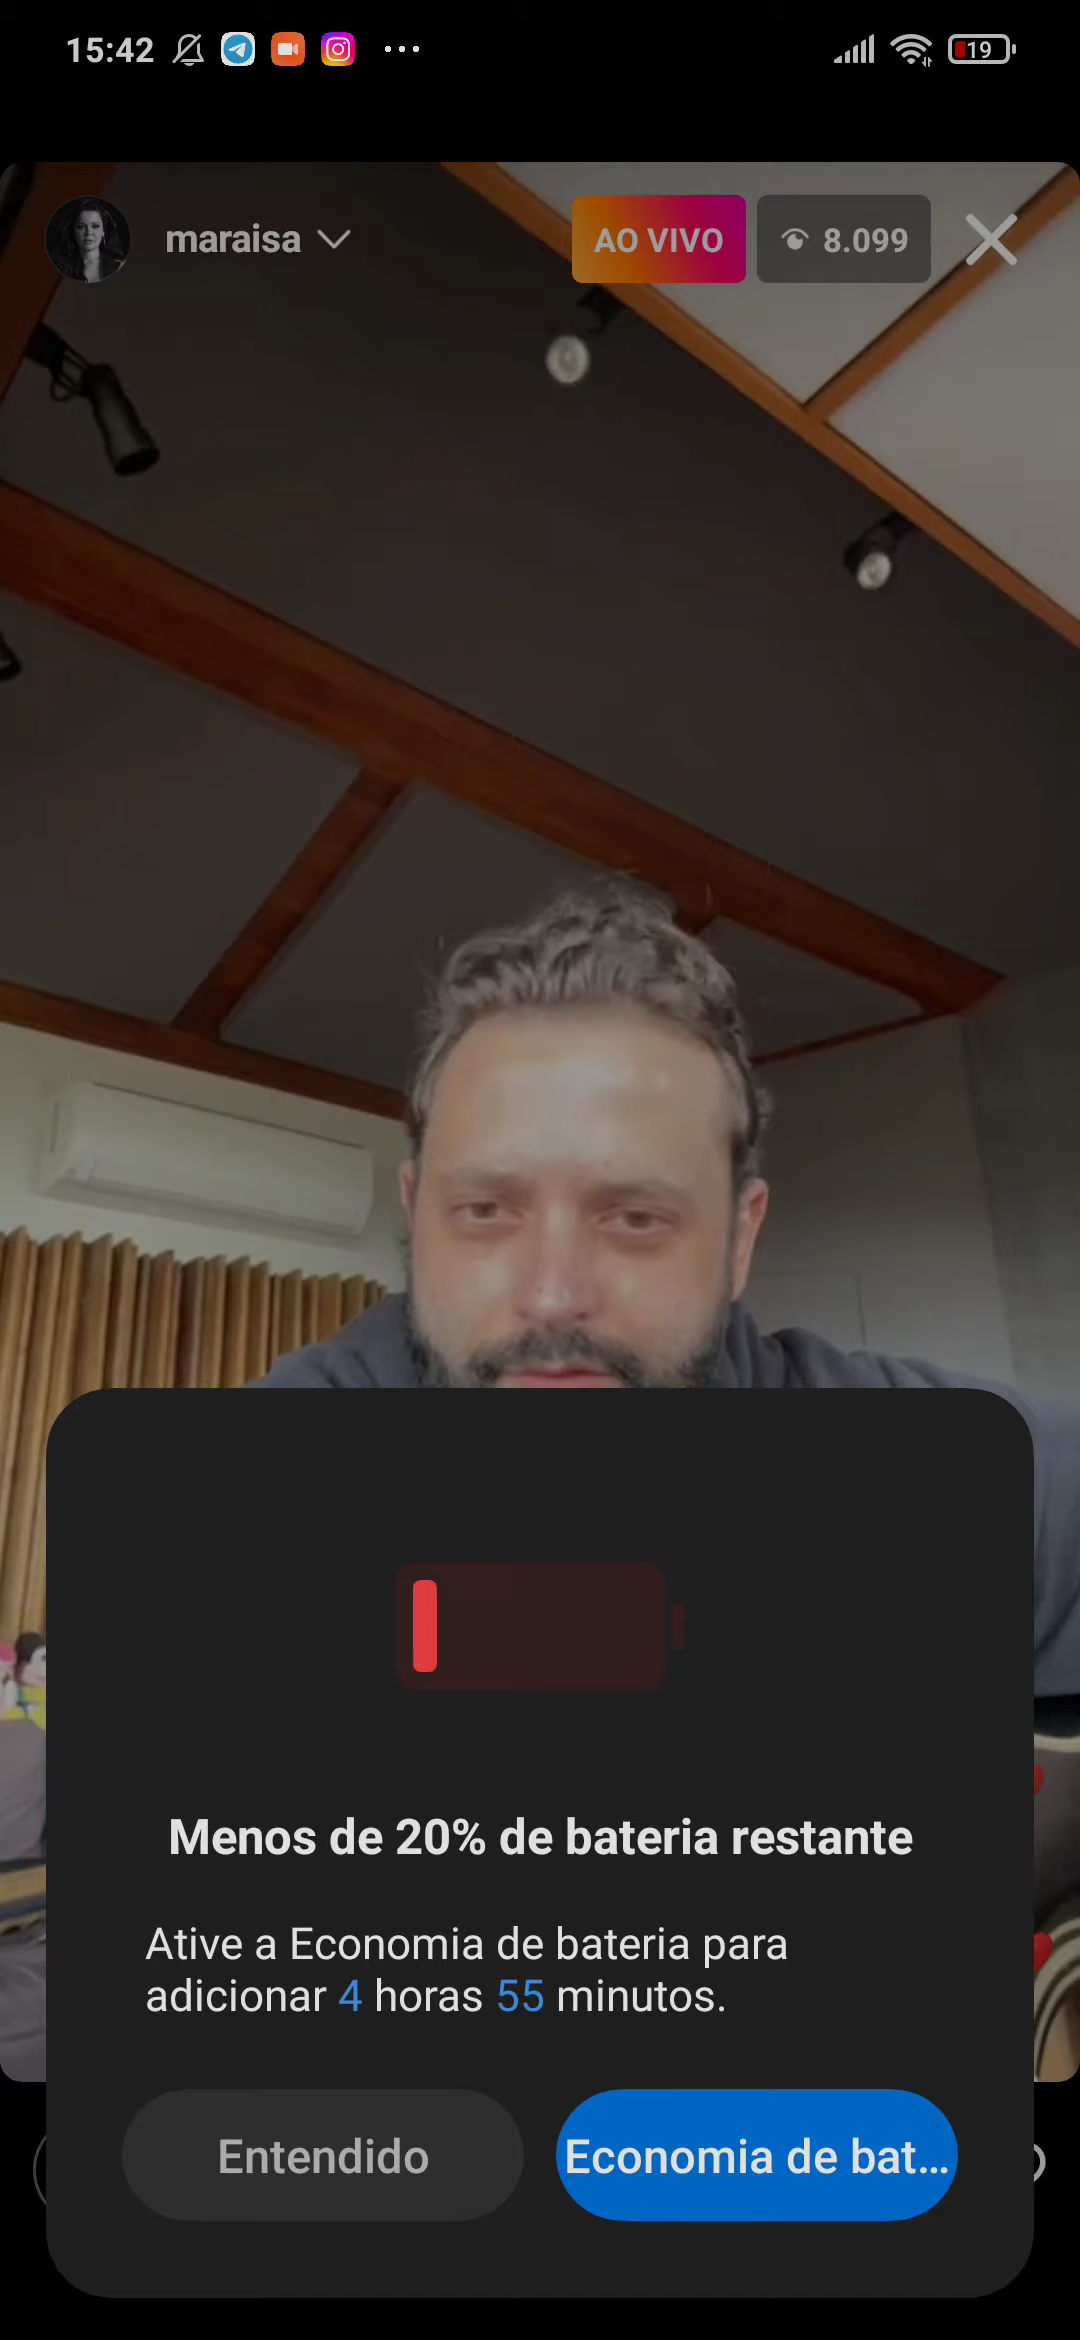 15:42
19
maraisa
AO VIVO
8.099
Menos de 20% de bateria restante
Ative a Economia de bateria para
adicionar 4 horas 55 minutos.
Entendido
Economia de bat...